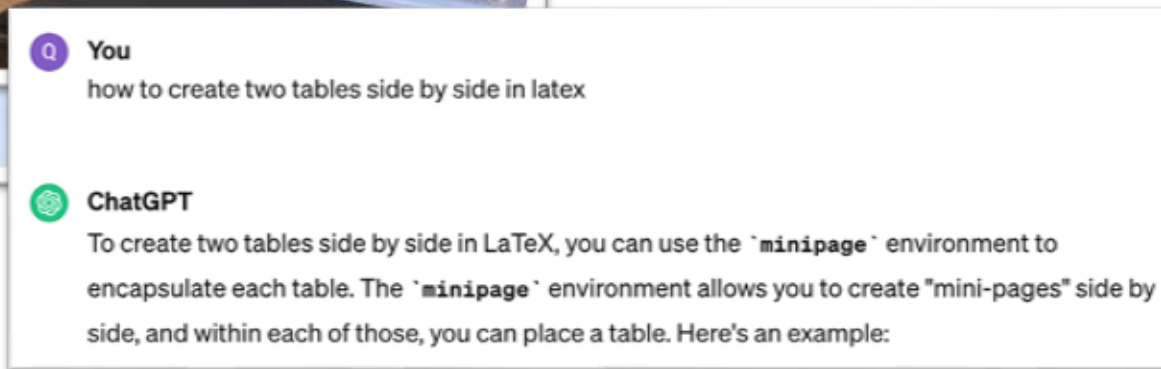 Q
You
how to create two tables side by side in latex
ChatGPT
To create two tables side by side in LaTeX, you can use the `minipage` environment to
encapsulate each table. The `minipage` environment allows you to create "mini-pages" side by
side, and within each of those, you can place a table. Here's an example: